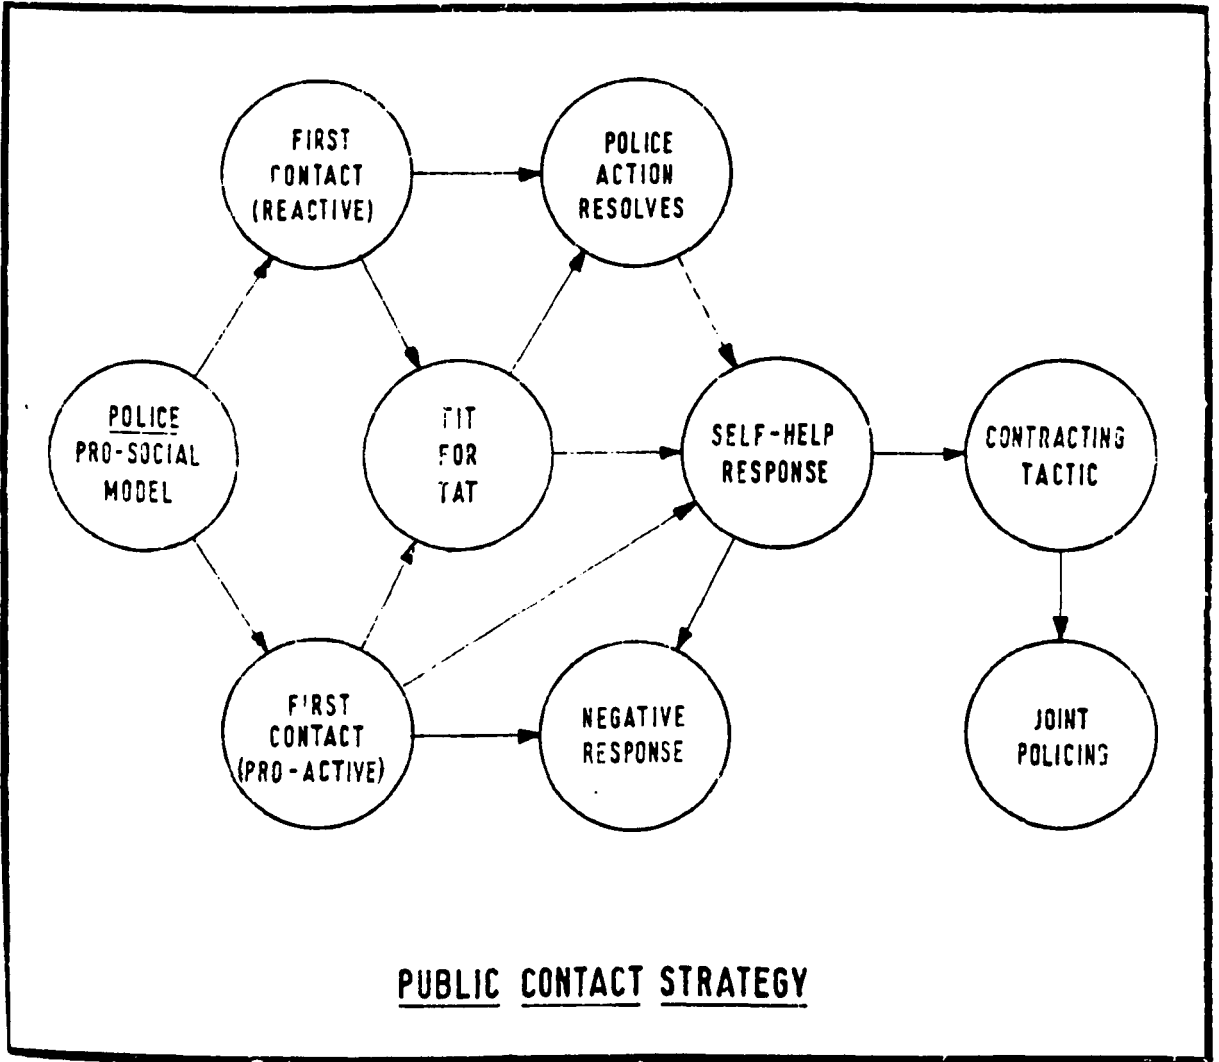 FIRST
CONTACT
(REACTIVE)
POLICE
ACTION
RESOLVES
POLICE
PRO-SOCIAL
MODEL
TIT
FOR
TAT
SELF-HELP
RESPONSE
CONTRACTING
TACTIC
FIRST
CONTACT
(PRO-ACTIVE)
NEGATIVE
RESPONSE
JOINT
POLICING
PUBLIC CONTACT STRATEGY